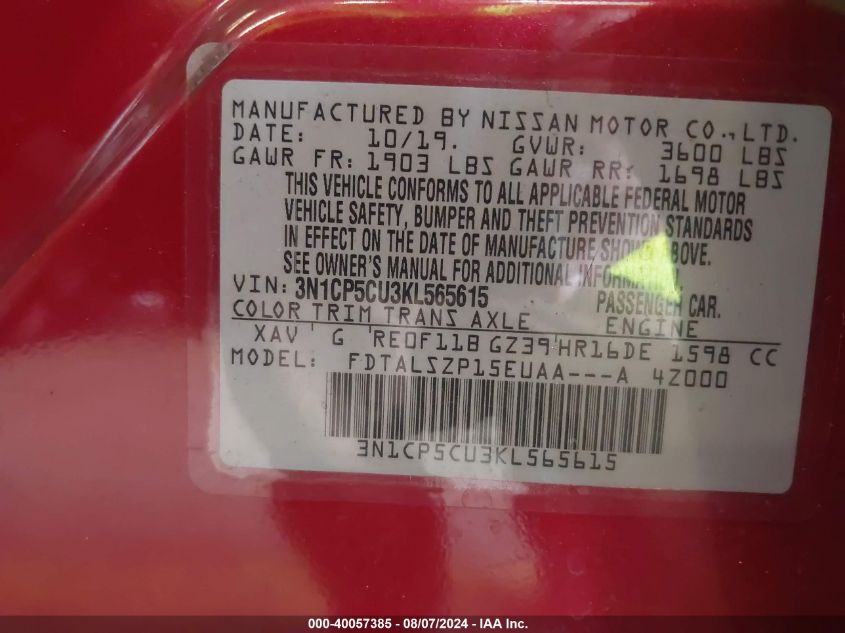 MANUFACTURED BY NISSAN MOTOR CO., LTD.
DATE: 10/19. GVWR: 3600 LBS
GAWR FR: 1903 LBS GAWR RR: 1698 LBS
THIS VEHICLE CONFORMS TO ALL APPLICABLE FEDERAL MOTOR
VEHICLE SAFETY, BUMPER AND THEFT PREVENTION STANDARDS
IN EFFECT ON THE DATE OF MANUFACTURE SHOWN ABOVE.
SEE OWNER'S MANUAL FOR ADDITIONAL INFORMATION
VIN: 3N1CP5CU3KL565615 PASSENGER CAR.
COLOR TRIM TRANS AXLE ENGINE
XAV G RE0F11B GZ39 HR16DE 1598 CC
MODEL: FDTALSZP15EUAA---A 4Z000
3N1CP5CU3KL565615
000-40057385 - 08/07/2024 - IAA Inc.